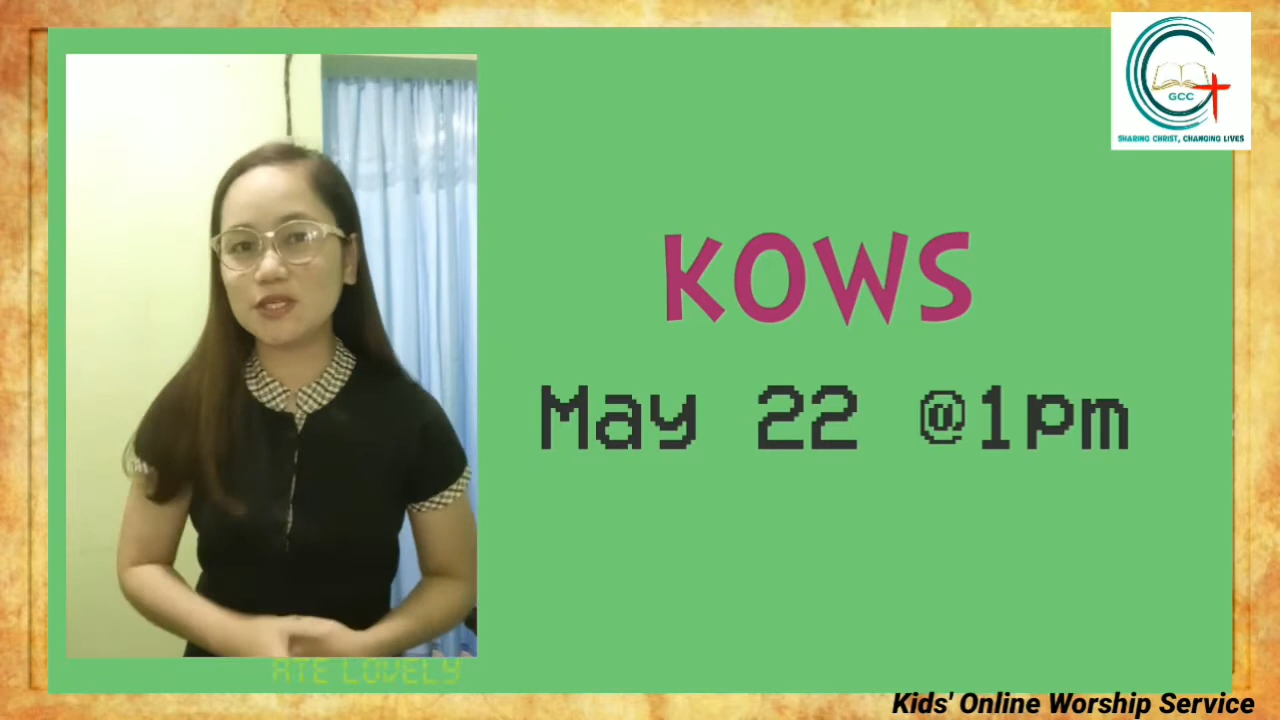 GCC
SHARING CHRIST, CHANGING LIVES
KOWS
May 22 @1pm
ATE LOVELY
Kids' Online Worship Service